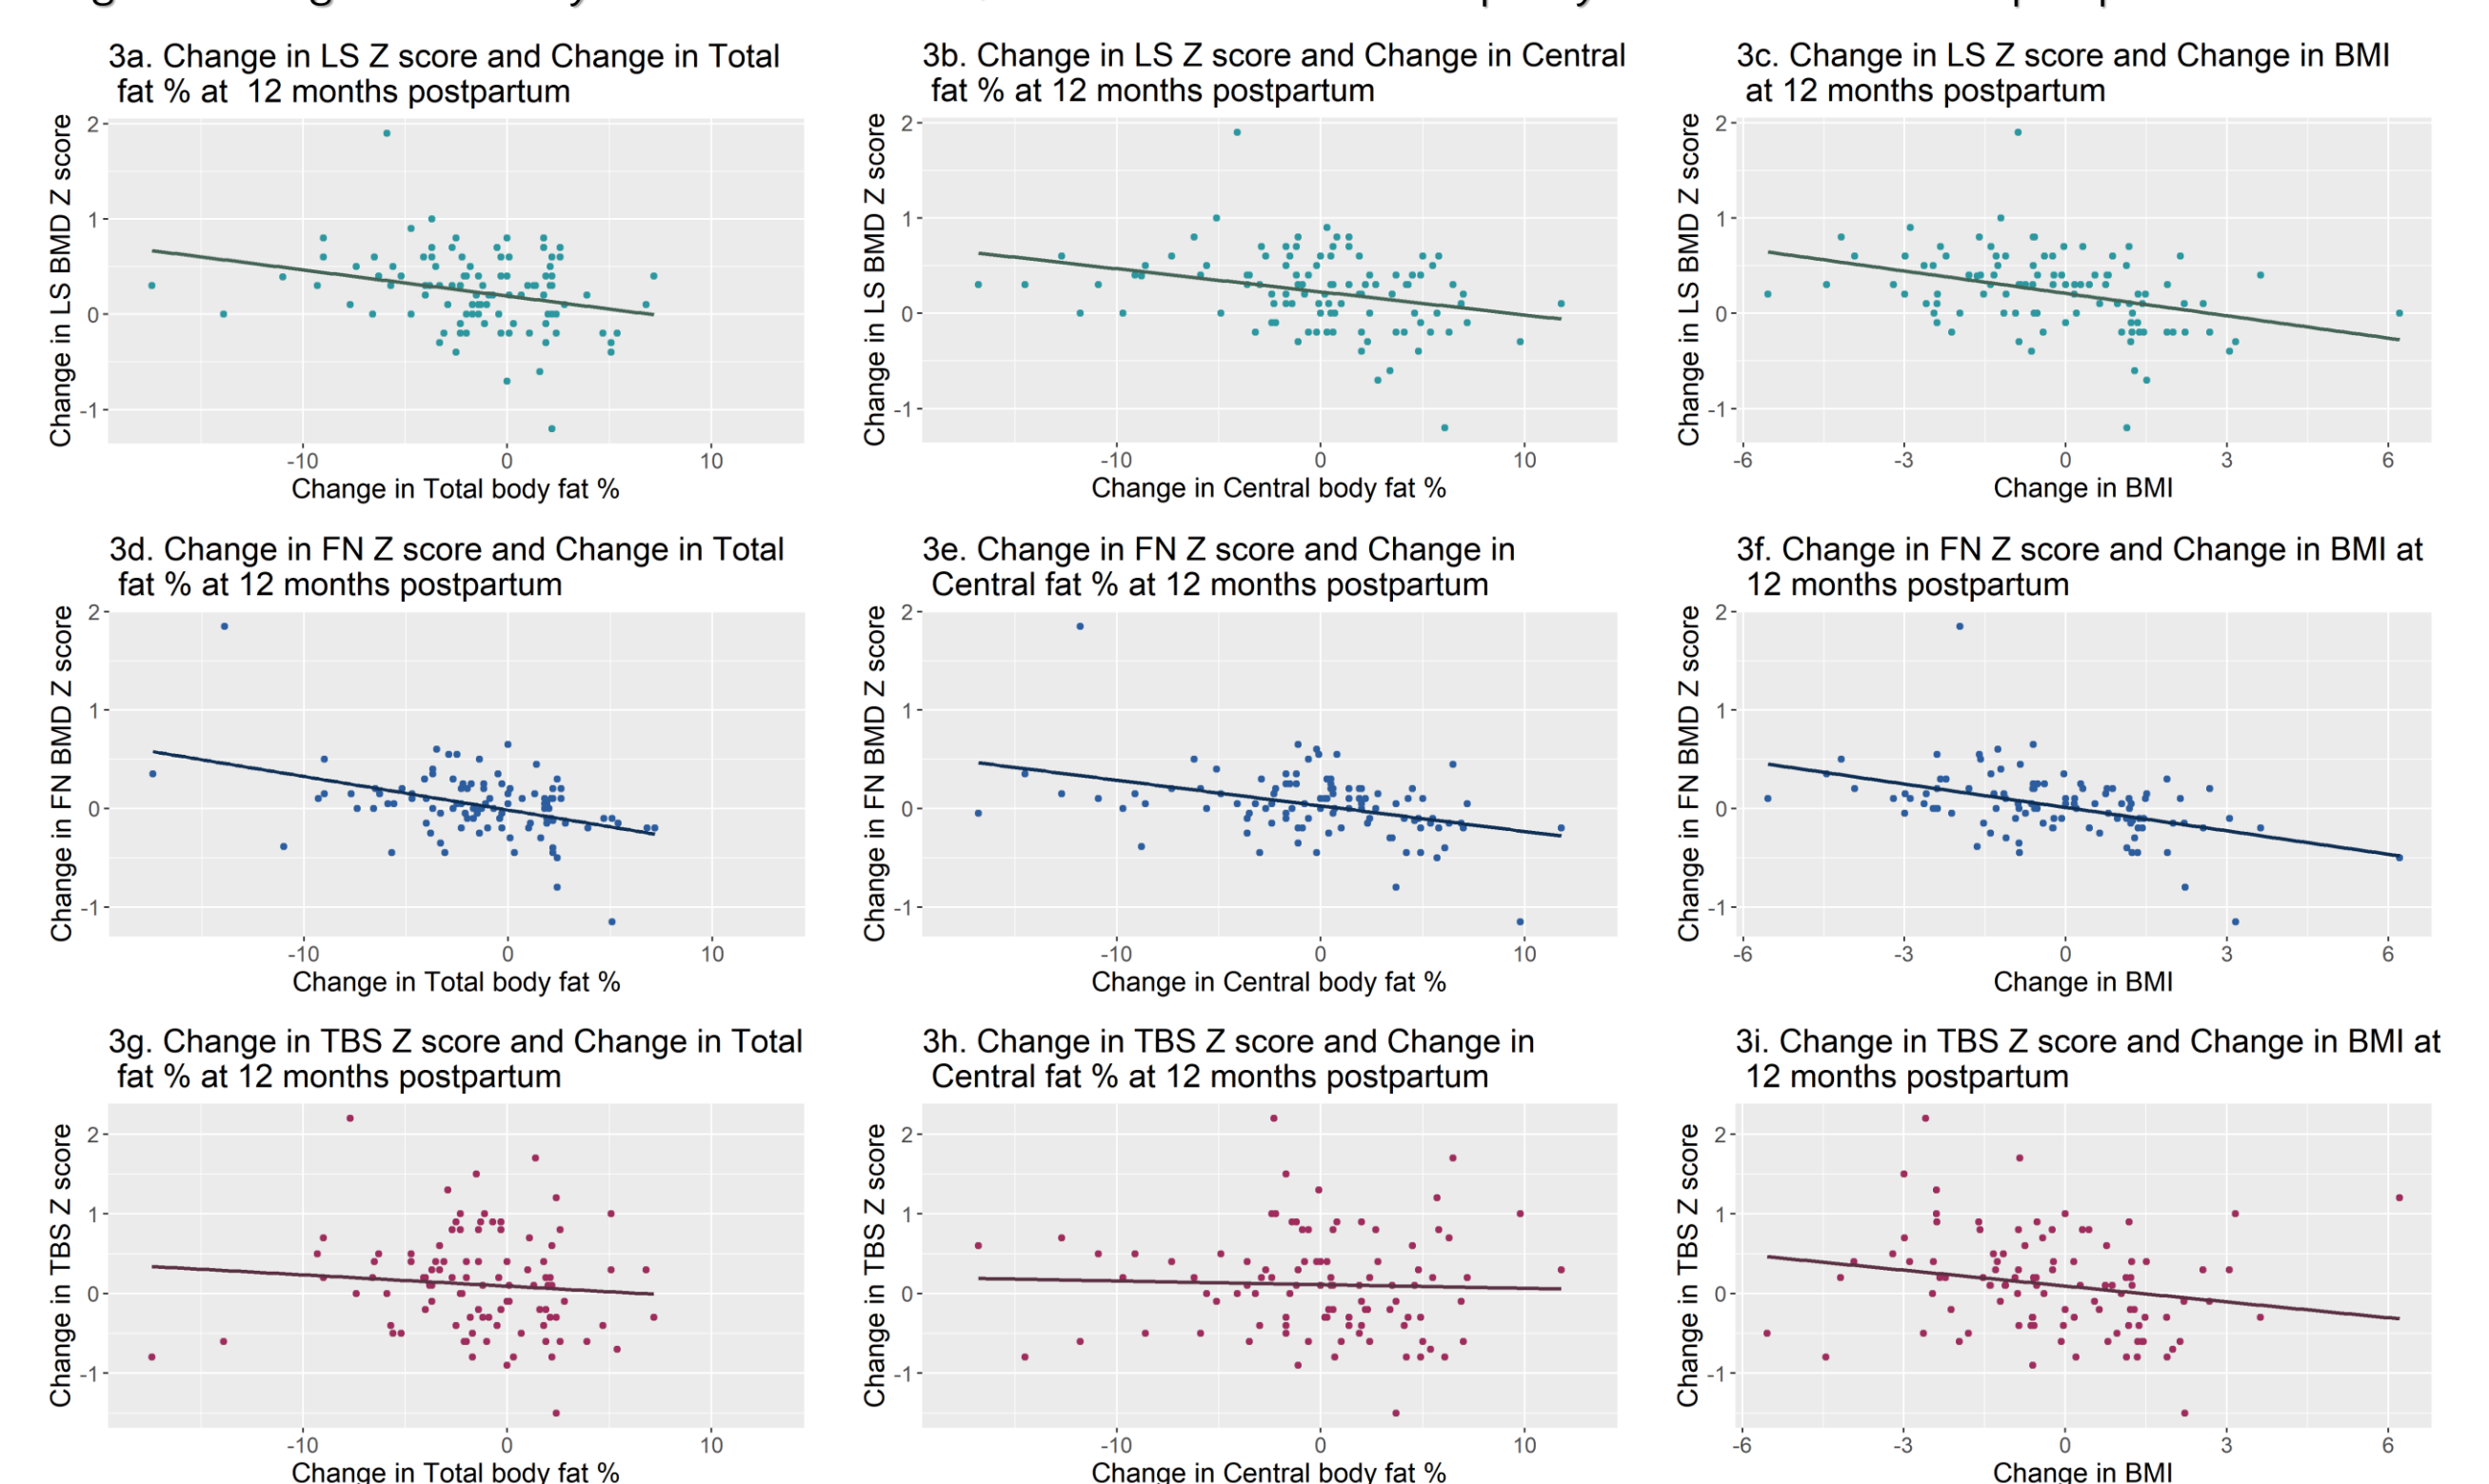 3a. Change in LS Z score and Change in Total
fat % at 12 months postpartum
Change in LS BMD Z score
2
1
0
-1
-10
0
10
Change in Total body fat %
3b. Change in LS Z score and Change in Central
fat % at 12 months postpartum
Change in LS BMD Z score
2
1
0
-1
-10
0
10
Change in Central body fat %
3c. Change in LS Z score and Change in BMI
at 12 months postpartum
Change in LS BMD Z score
2
1
0
-1
-6
-3
0
3
6
Change in BMI
3d. Change in FN Z score and Change in Total
fat % at 12 months postpartum
Change in FN BMD Z score
2
1
0
-1
-10
0
10
Change in Total body fat %
3e. Change in FN Z score and Change in
Central fat % at 12 months postpartum
Change in FN BMD Z score
2
1
0
-1
-10
0
10
Change in Central body fat %
3f. Change in FN Z score and Change in BMI at
12 months postpartum
Change in FN BMD Z score
2
1
0
-1
-6
-3
0
3
6
Change in BMI
3g. Change in TBS Z score and Change in Total
fat % at 12 months postpartum
Change in TBS Z score
2
1
0
-1
-10
0
10
Change in Total body fat %
3h. Change in TBS Z score and Change in
Central fat % at 12 months postpartum
Change in TBS Z score
2
1
0
-1
-10
0
10
Change in Central body fat %
3i. Change in TBS Z score and Change in BMI at
12 months postpartum
Change in TBS Z score
2
1
0
-1
-6
-3
0
3
6
Change in BMI